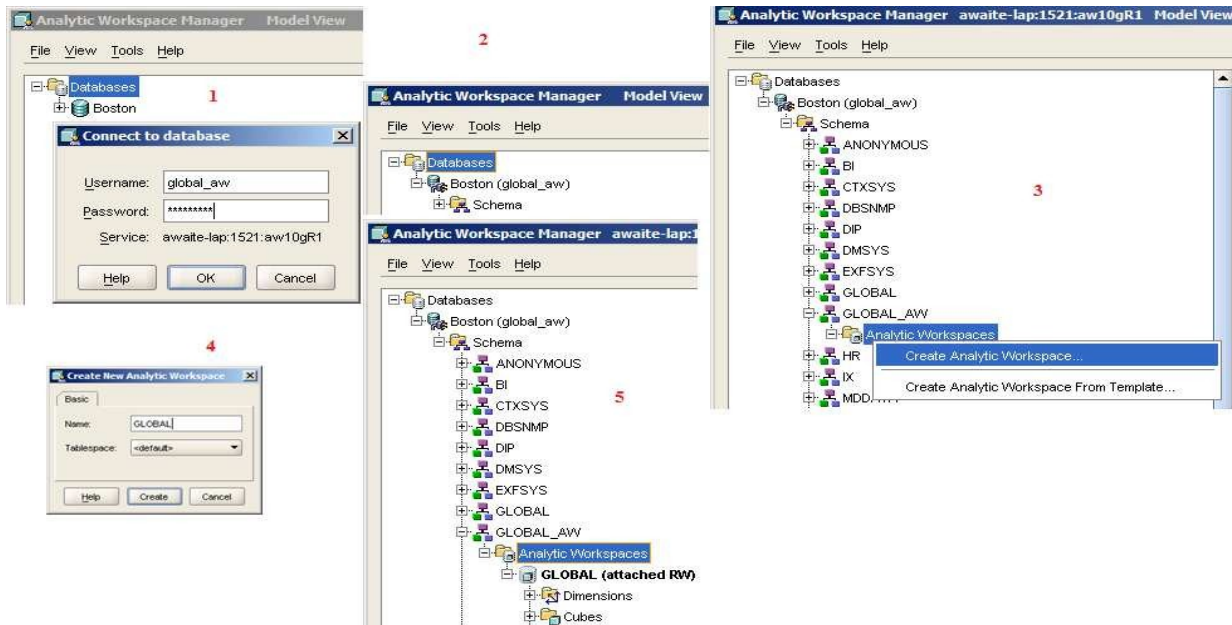 Analytic Workspace Manager Model View
File View Tools Help
Databases
Boston
1
Connect to database
Username: global_aw
Password: *********
Service: awaite-lap:1521:aw10gR1
Help OK Cancel
2
Analytic Workspace Manager Model View
File View Tools Help
Databases
Boston (global_aw)
Schema
Analytic Workspace Manager awaite-lap:1521:aw10gR1 Model View
File View Tools Help
Databases
Boston (global_aw)
Schema
ANONYMOUS
BI
CTXSYS
DBSNMP
DIP
DMSYS
EXFSYS
GLOBAL
GLOBAL_AW
Analytic Workspaces
HR
IX
3
Create Analytic Workspace...
Create Analytic Workspace From Template...
4
Create New Analytic Workspace
Basic
Name: GLOBAL
Tablespace: <default>
Help Create Cancel
Analytic Workspace Manager awaite-lap:1
File View Tools Help
Databases
Boston (global_aw)
Schema
ANONYMOUS
BI
CTXSYS
5
DBSNMP
DIP
DMSYS
EXFSYS
GLOBAL
GLOBAL_AW
Analytic Workspaces
GLOBAL (attached RW)
Dimensions
Cubes